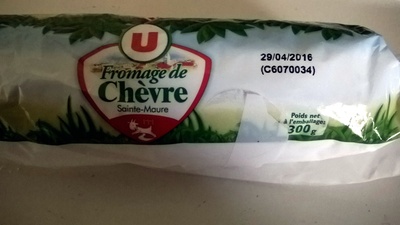 U
Fromage de
Chèvre
Sainte-Maure
29/04/2016
(C6070034)
Poids net
à l'emballage
300g